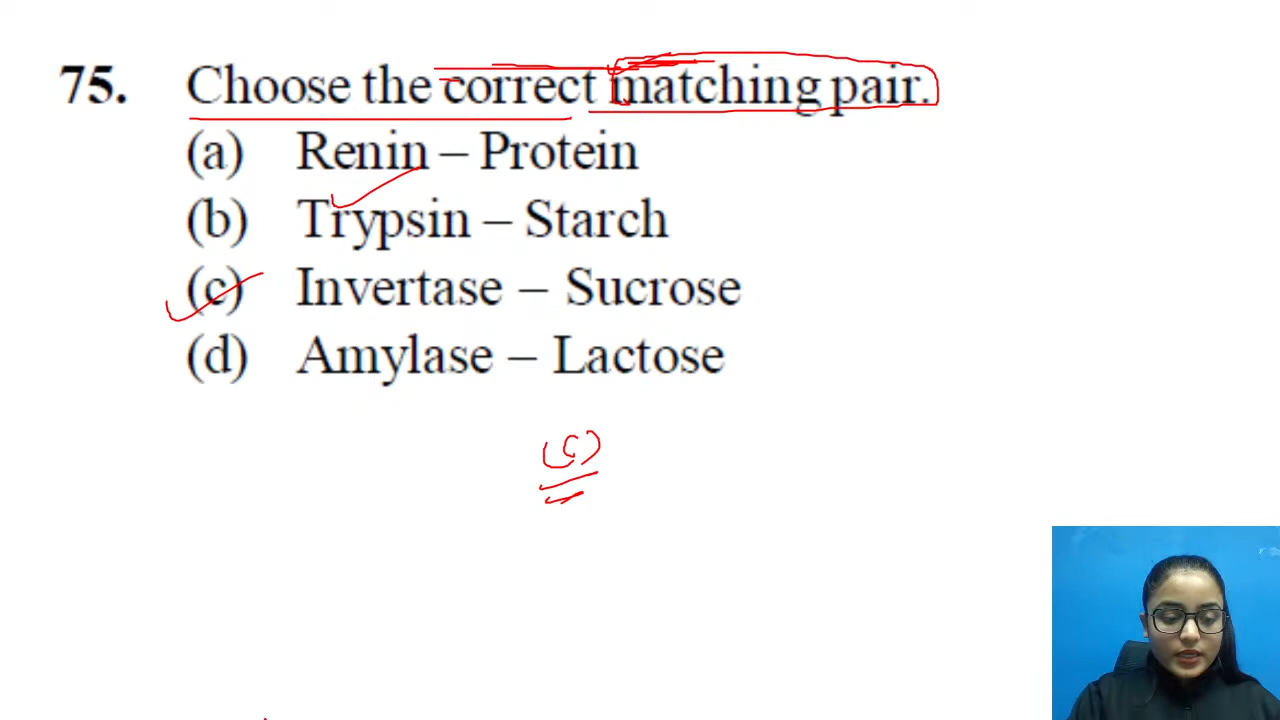 75. Choose the correct matching pair.
(a) Renin – Protein
(b) Trypsin – Starch
(c) Invertase – Sucrose
(d) Amylase – Lactose
(c)